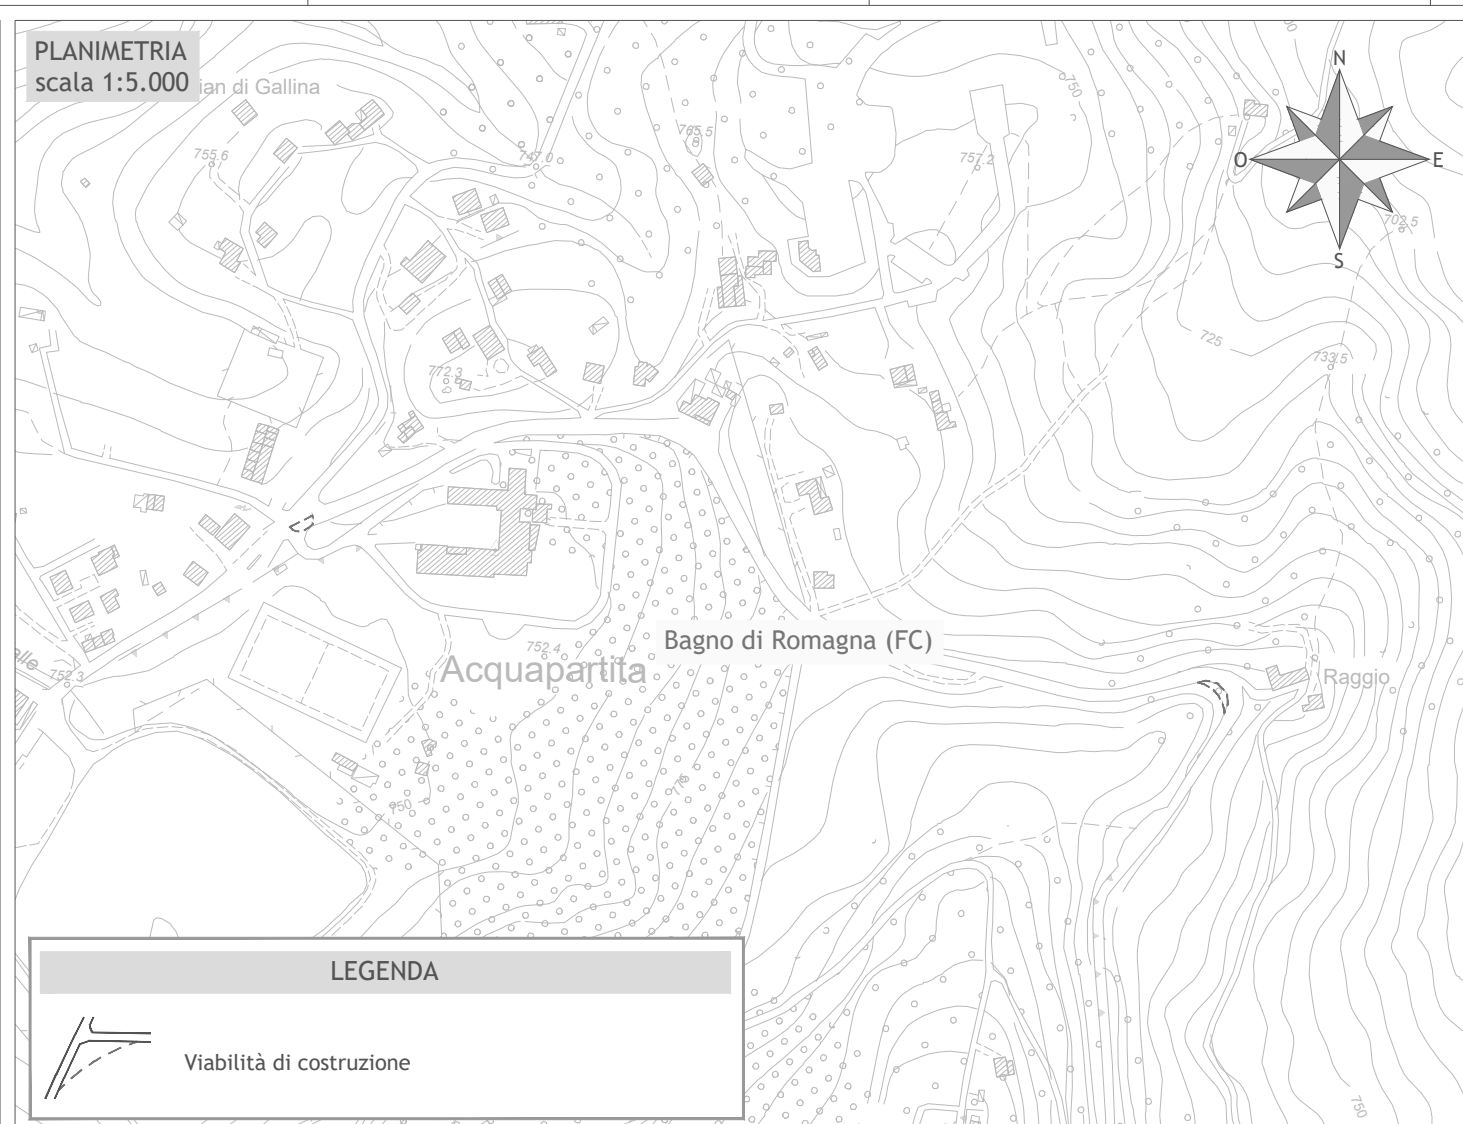 PLANIMETRIA
scala 1:5.000
ian di Gallina
N
O
E
S
755.6
747.0
765.5
757.2
750
702.5
725
733.5
772.3
Bagno di Romagna (FC)
752.4
Acquapartita
elle
752.3
Raggio
750
775
LEGENDA
Viabilità di costruzione
750